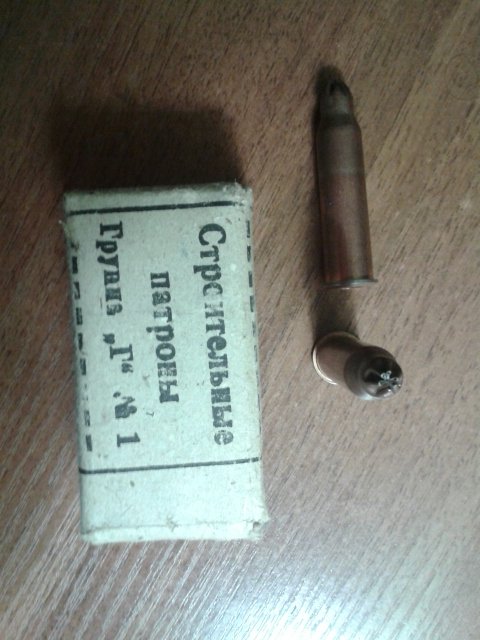 Строительные
патроны
Группа „Г“ № 1